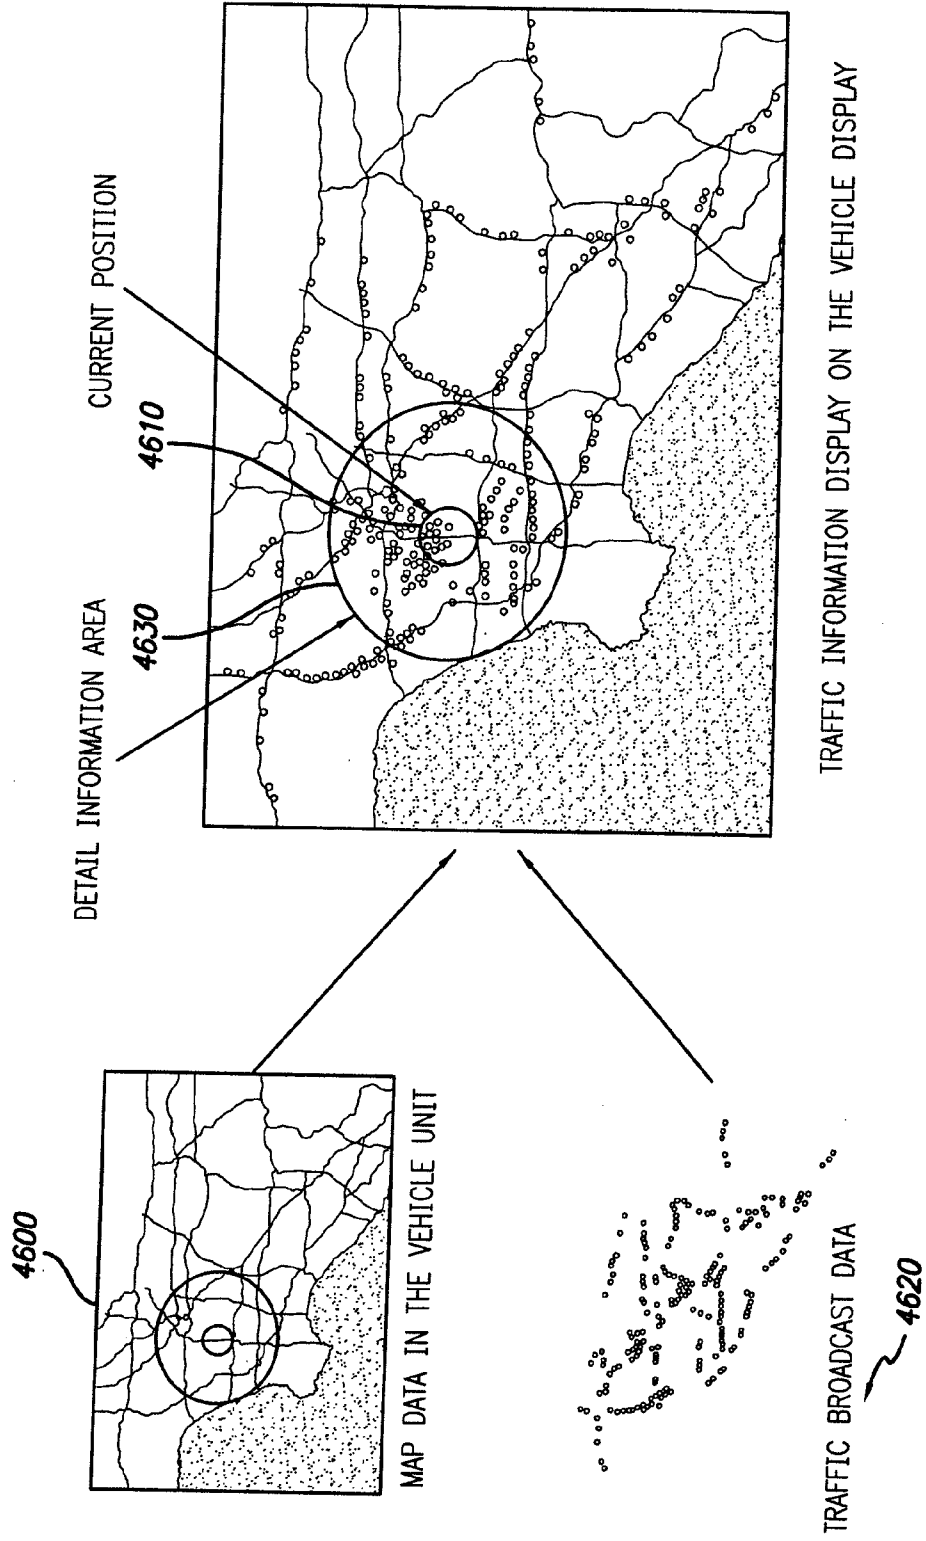 4600
MAP DATA IN THE VEHICLE UNIT
TRAFFIC BROADCAST DATA
4620
DETAIL INFORMATION AREA
4630
4610
CURRENT POSITION
TRAFFIC INFORMATION DISPLAY ON THE VEHICLE DISPLAY